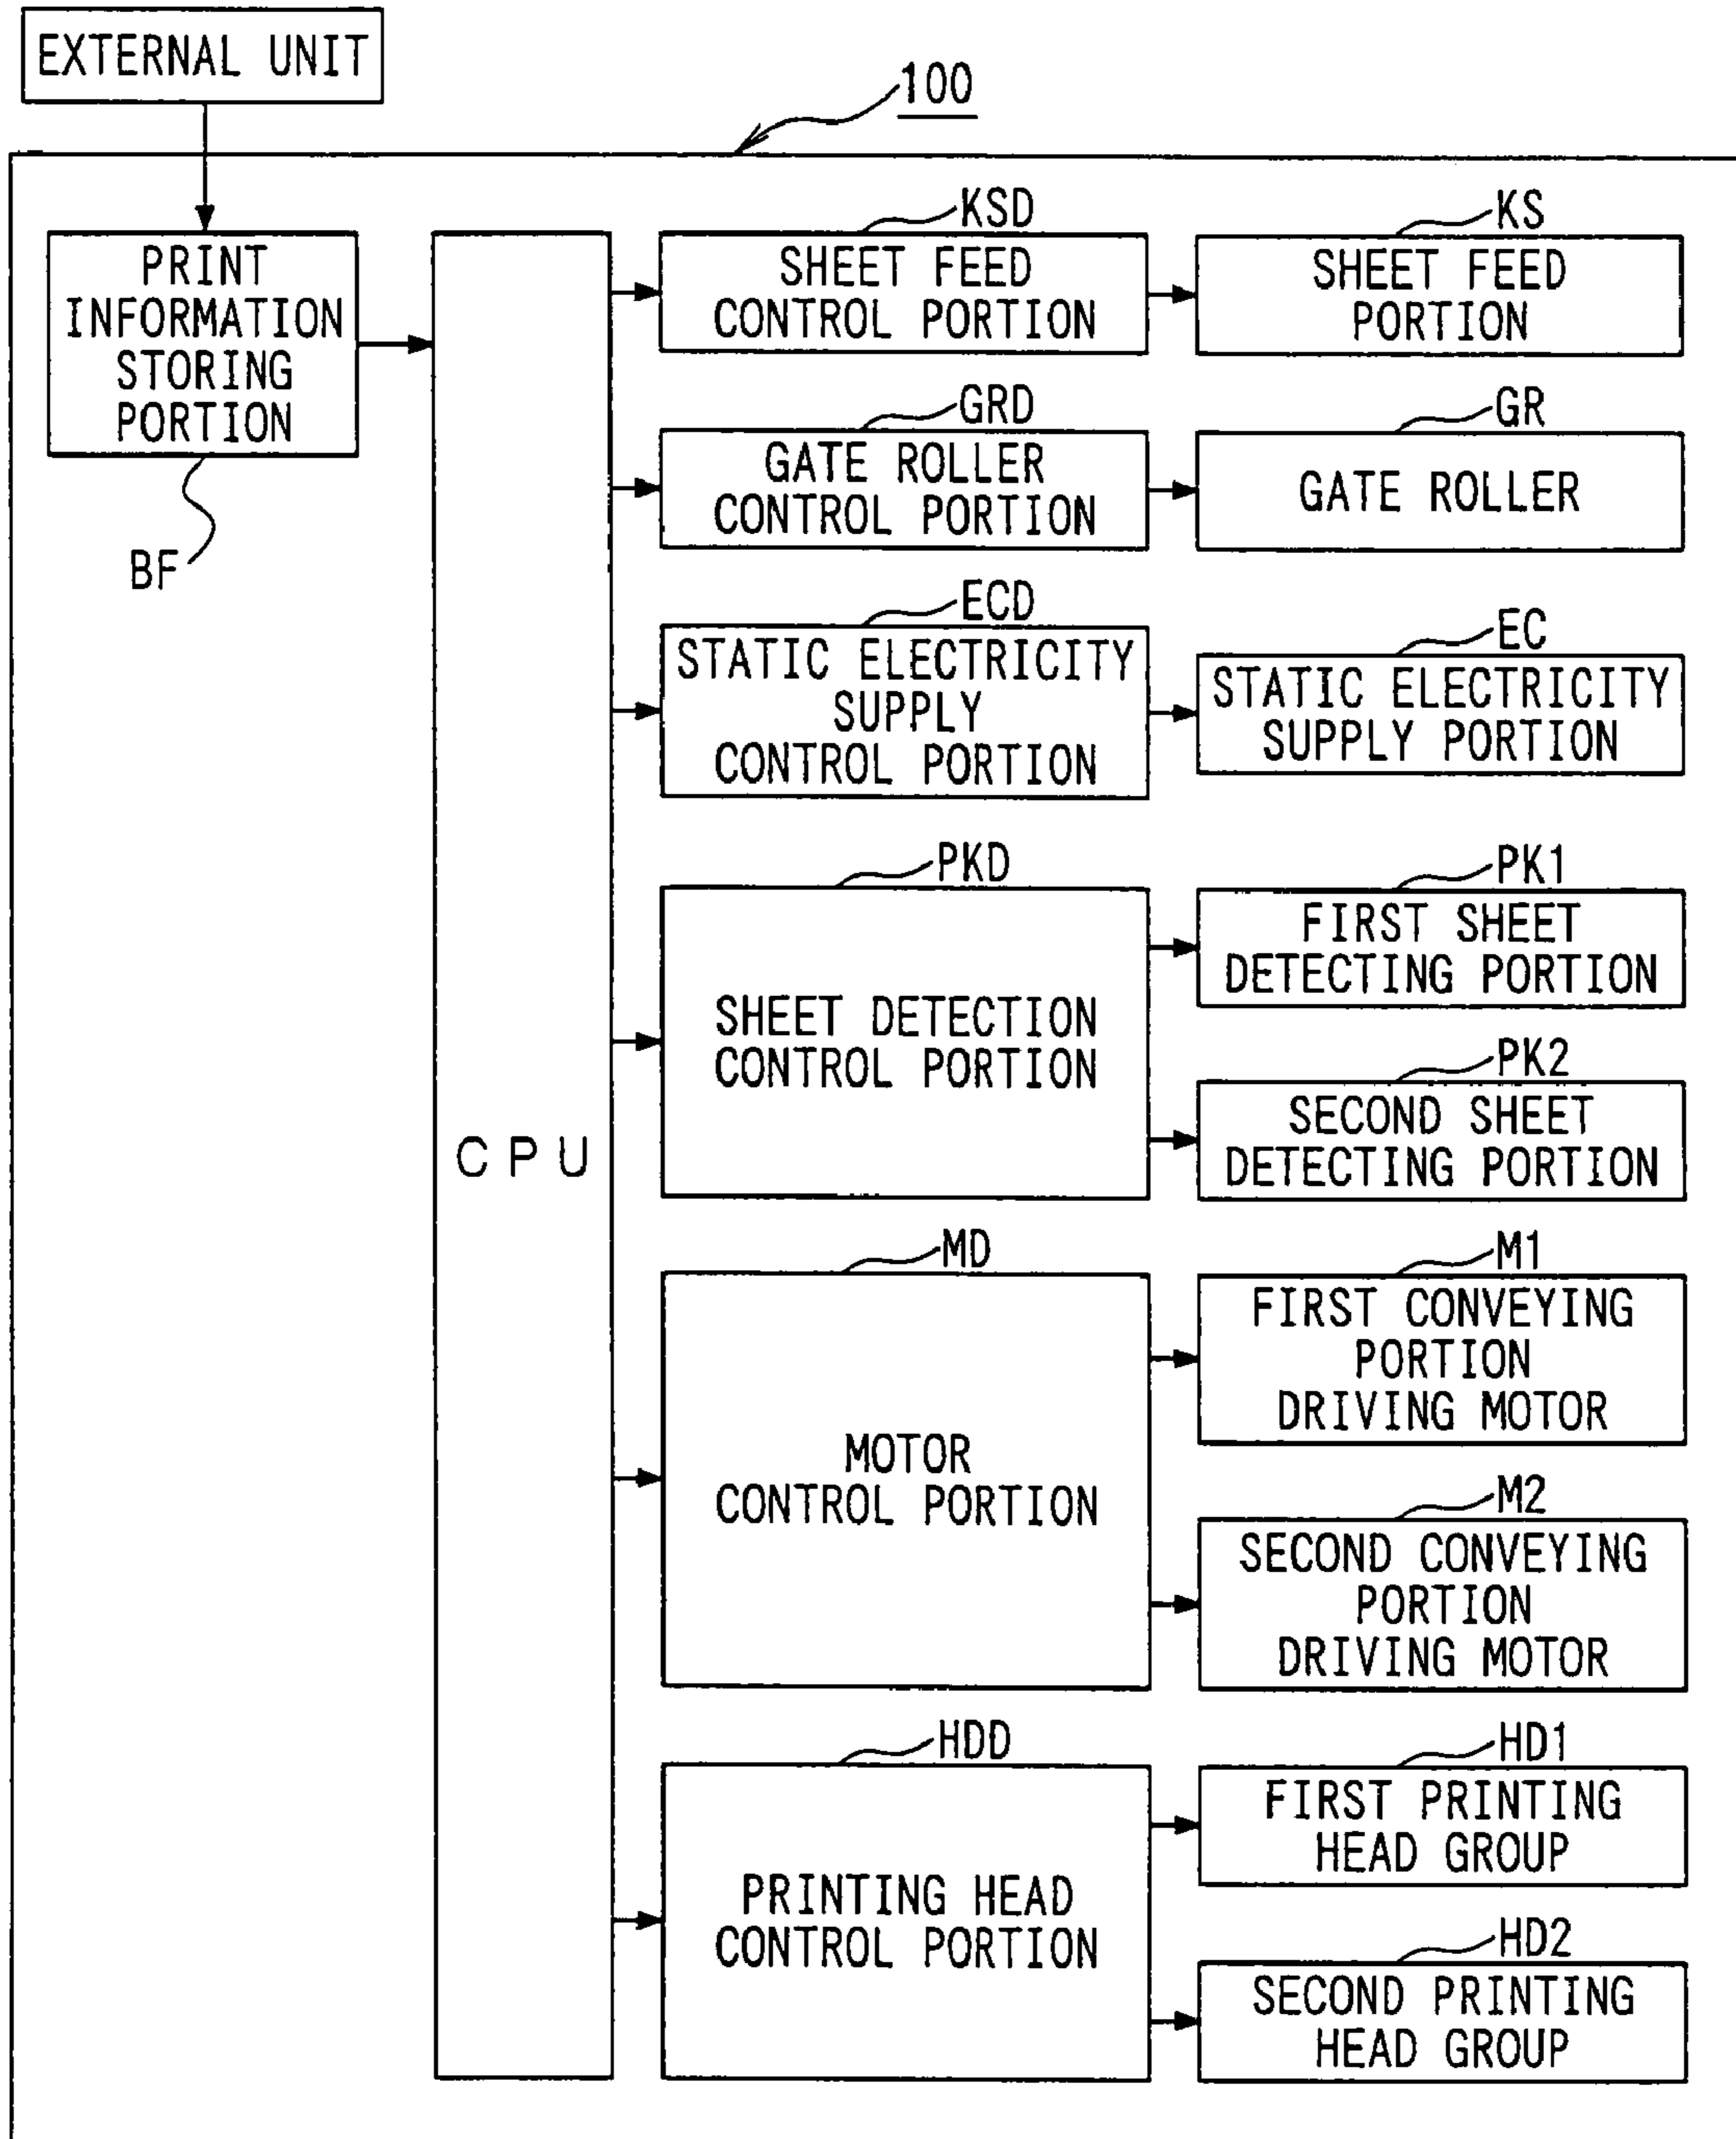 EXTERNAL UNIT
100
PRINT
INFORMATION
STORING
PORTION
BF
CPU
KSD
SHEET FEED
CONTROL PORTION
KS
SHEET FEED
PORTION
GRD
GATE ROLLER
CONTROL PORTION
GR
GATE ROLLER
ECD
STATIC ELECTRICITY
SUPPLY
CONTROL PORTION
EC
STATIC ELECTRICITY
SUPPLY PORTION
PKD
SHEET DETECTION
CONTROL PORTION
PK1
FIRST SHEET
DETECTING PORTION
PK2
SECOND SHEET
DETECTING PORTION
MD
MOTOR
CONTROL PORTION
M1
FIRST CONVEYING
PORTION
DRIVING MOTOR
M2
SECOND CONVEYING
PORTION
DRIVING MOTOR
HDD
PRINTING HEAD
CONTROL PORTION
HD1
FIRST PRINTING
HEAD GROUP
HD2
SECOND PRINTING
HEAD GROUP